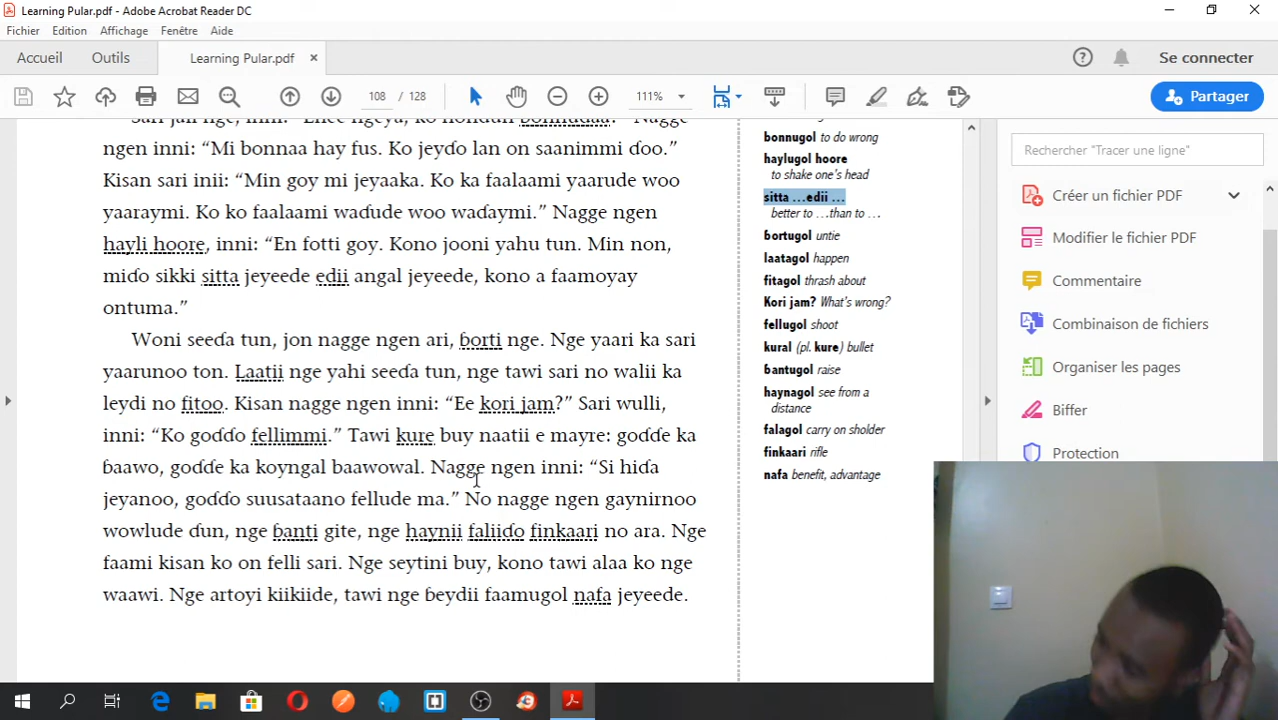 Learning Pular.pdf - Adobe Acrobat Reader DC
Fichier Edition Affichage Fenêtre Aide
Accueil Outils Learning Pular.pdf × Se connecter
108 / 128 111% Partager
Sari jan nge, inni: “Enee ngeya, ko honɗun bonnuɗaa?” Nagge
ngen inni: “Mi bonnaa hay fus. Ko jeyɗo lan on saanimmi ɗoo.”
Kisan sari inii: “Min goy mi jeyaaka. Ko ka faalaami yaarude woo
yaaraymi. Ko ko faalaami waɗude woo waɗaymi.” Nagge ngen
hayli hoore, inni: “En fotti goy. Kono jooni yahu tun. Min non,
miɗo sikki sitta jeyeede edii angal jeyeede, kono a faamoyay
ontuma.”
Woni seeɗa tun, jon nagge ngen ari, ɓorti nge. Nge yaari ka sari
yaarunoo ton. Laatii nge yahi seeɗa tun, nge tawi sari no walii ka
leydi no fitoo. Kisan nagge ngen inni: “Ee kori jam?” Sari wulli,
inni: “Ko goɗɗo fellimmi.” Tawi kure buy naatii e mayre: goɗɗe ka
ɓaawo, goɗɗe ka koyngal baawowal. Nagge ngen inni: “Si hiɗa
jeyanoo, goɗɗo suusataano fellude ma.” No nagge ngen gaynirnoo
wowlude ɗun, nge ɓanti gite, nge haynii faliiɗo finkaari no ara. Nge
faami kisan ko on felli sari. Nge seytini buy, kono tawi alaa ko nge
waawi. Nge artoyi kiikiide, tawi nge ɓeydii faamugol nafa jeyeede.
bonnugol to do wrong
haylugol hoore
to shake one’s head
sitta …edii …
better to …than to …
ɓortugol untie
laatagol happen
fitagol thrash about
Kori jam? What’s wrong?
fellugol shoot
kural (pl. kure) bullet
ɓantugol raise
haynagol see from a
distance
falagol carry on sholder
finkaari rifle
nafa benefit, advantage
Rechercher "Tracer une ligne"
Créer un fichier PDF
Modifier le fichier PDF
Commentaire
Combinaison de fichiers
Organiser les pages
Biffer
Protection